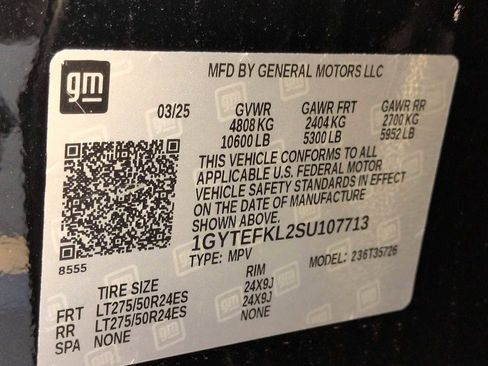 gm
MFD BY GENERAL MOTORS LLC
03/25 GVWR GAWR FRT GAWR RR
4808 KG 2404 KG 2700 KG
10600 LB 5300 LB 5952 LB
THIS VEHICLE CONFORMS TO ALL
APPLICABLE U.S. FEDERAL MOTOR
VEHICLE SAFETY STANDARDS IN EFFECT
ON THE DATE OF MANUFACTURE
SHOWN ABOVE.
1GYTEFKL2SU107713
8555 TYPE: MPV MODEL: 236T35726
TIRE SIZE RIM
FRT LT275/50R24ES 24X9J
RR LT275/50R24ES 24X9J
SPA NONE NONE